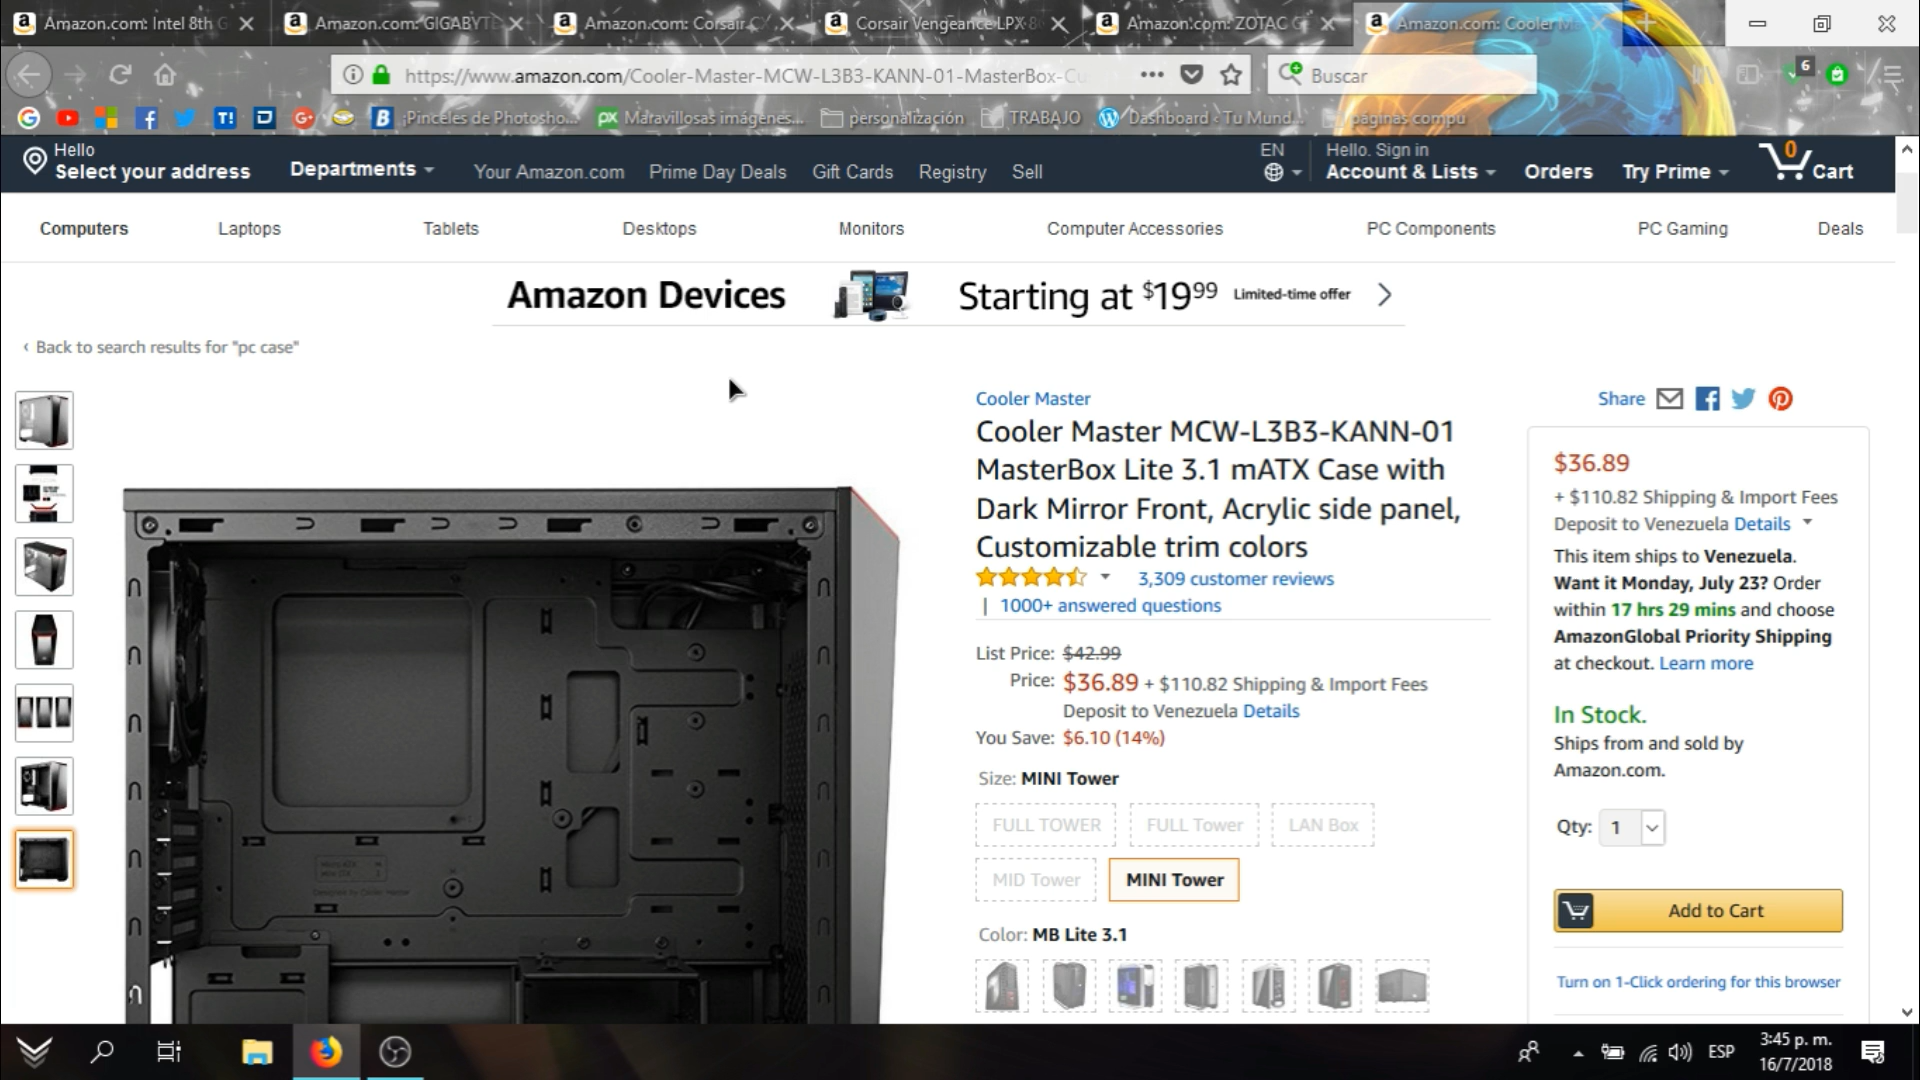 Amazon.com: Intel 8th G
Amazon.com: GIGABYTE
Amazon.com: Corsair CX
Corsair Vengeance LPX 8
Amazon.com: ZOTAC G
Amazon.com: Cooler M
https://www.amazon.com/Cooler-Master-MCW-L3B3-KANN-01-MasterBox-Cu
Buscar
6
¡Pinceles de Photosho...
Maravillosas imágenes...
personalización
TRABAJO
Dashboard ‹ Tu Mund...
paginas compu
Hello
Select your address
Departments
Your Amazon.com
Prime Day Deals
Gift Cards
Registry
Sell
EN
Hello. Sign in
Account & Lists
Orders
Try Prime
0
Cart
Computers
Laptops
Tablets
Desktops
Monitors
Computer Accessories
PC Components
PC Gaming
Deals
Amazon Devices
Starting at $19 99
Limited-time offer
‹ Back to search results for "pc case"
Cooler Master
Cooler Master MCW-L3B3-KANN-01
MasterBox Lite 3.1 mATX Case with
Dark Mirror Front, Acrylic side panel,
Customizable trim colors
3,309 customer reviews
| 1000+ answered questions
List Price: $42.99
Price: $36.89 + $110.82 Shipping & Import Fees
Deposit to Venezuela Details
You Save: $6.10 (14%)
Size: MINI Tower
FULL TOWER
FULL Tower
LAN Box
MID Tower
MINI Tower
Color: MB Lite 3.1
Share
$36.89
+ $110.82 Shipping & Import Fees
Deposit to Venezuela Details
This item ships to Venezuela.
Want it Monday, July 23? Order
within 17 hrs 29 mins and choose
AmazonGlobal Priority Shipping
at checkout. Learn more
In Stock.
Ships from and sold by
Amazon.com.
Qty: 1
Add to Cart
Turn on 1-Click ordering for this browser
ESP
3:45 p. m.
16/7/2018